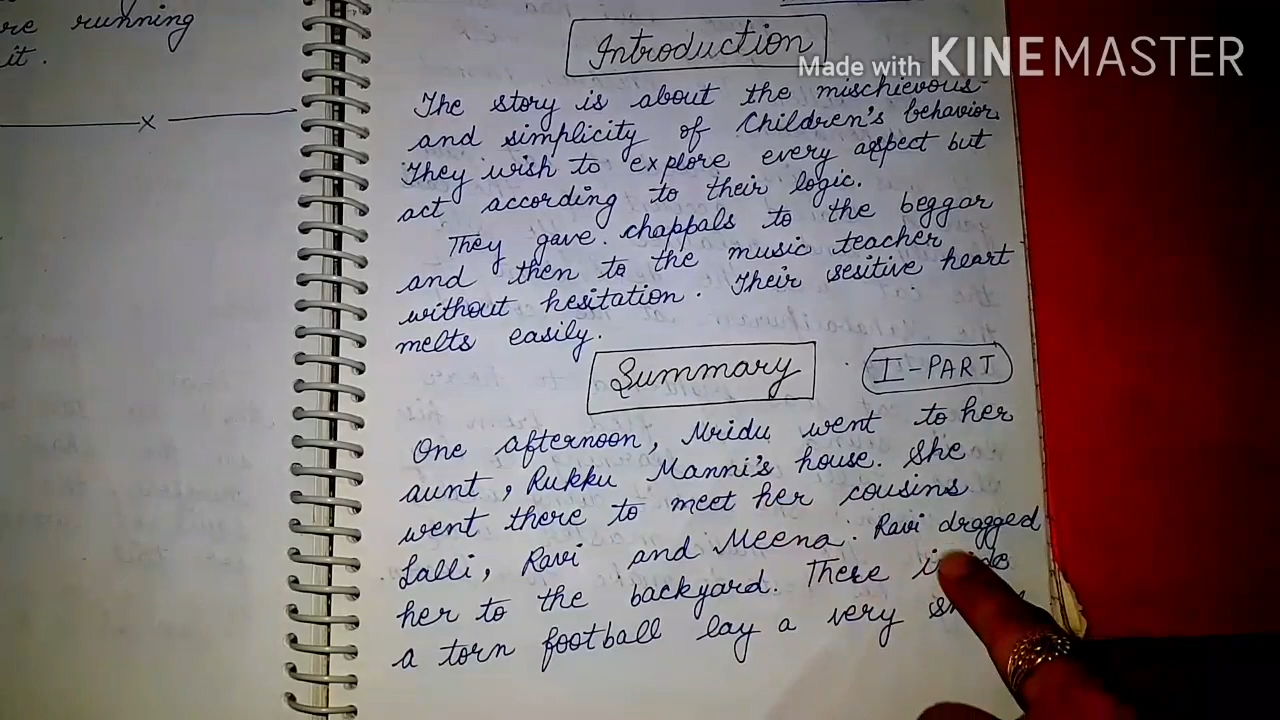 re running
it.
Introduction
Made with KINEMASTER
The story is about the mischievous
and simplicity of Children's behavior.
They wish to explore every aspect but
act according to their logic.
They gave chappals to the beggar
and then to the music teacher
without hesitation. Their sesitive heart
melts easily.
Summary I-PART
One afternoon, Mridu went to her
aunt, Rukku Manni's house. She
went there to meet her cousins
Lalli, Ravi and Meena. Ravi dragged
her to the backyard. There
a torn football lay a very